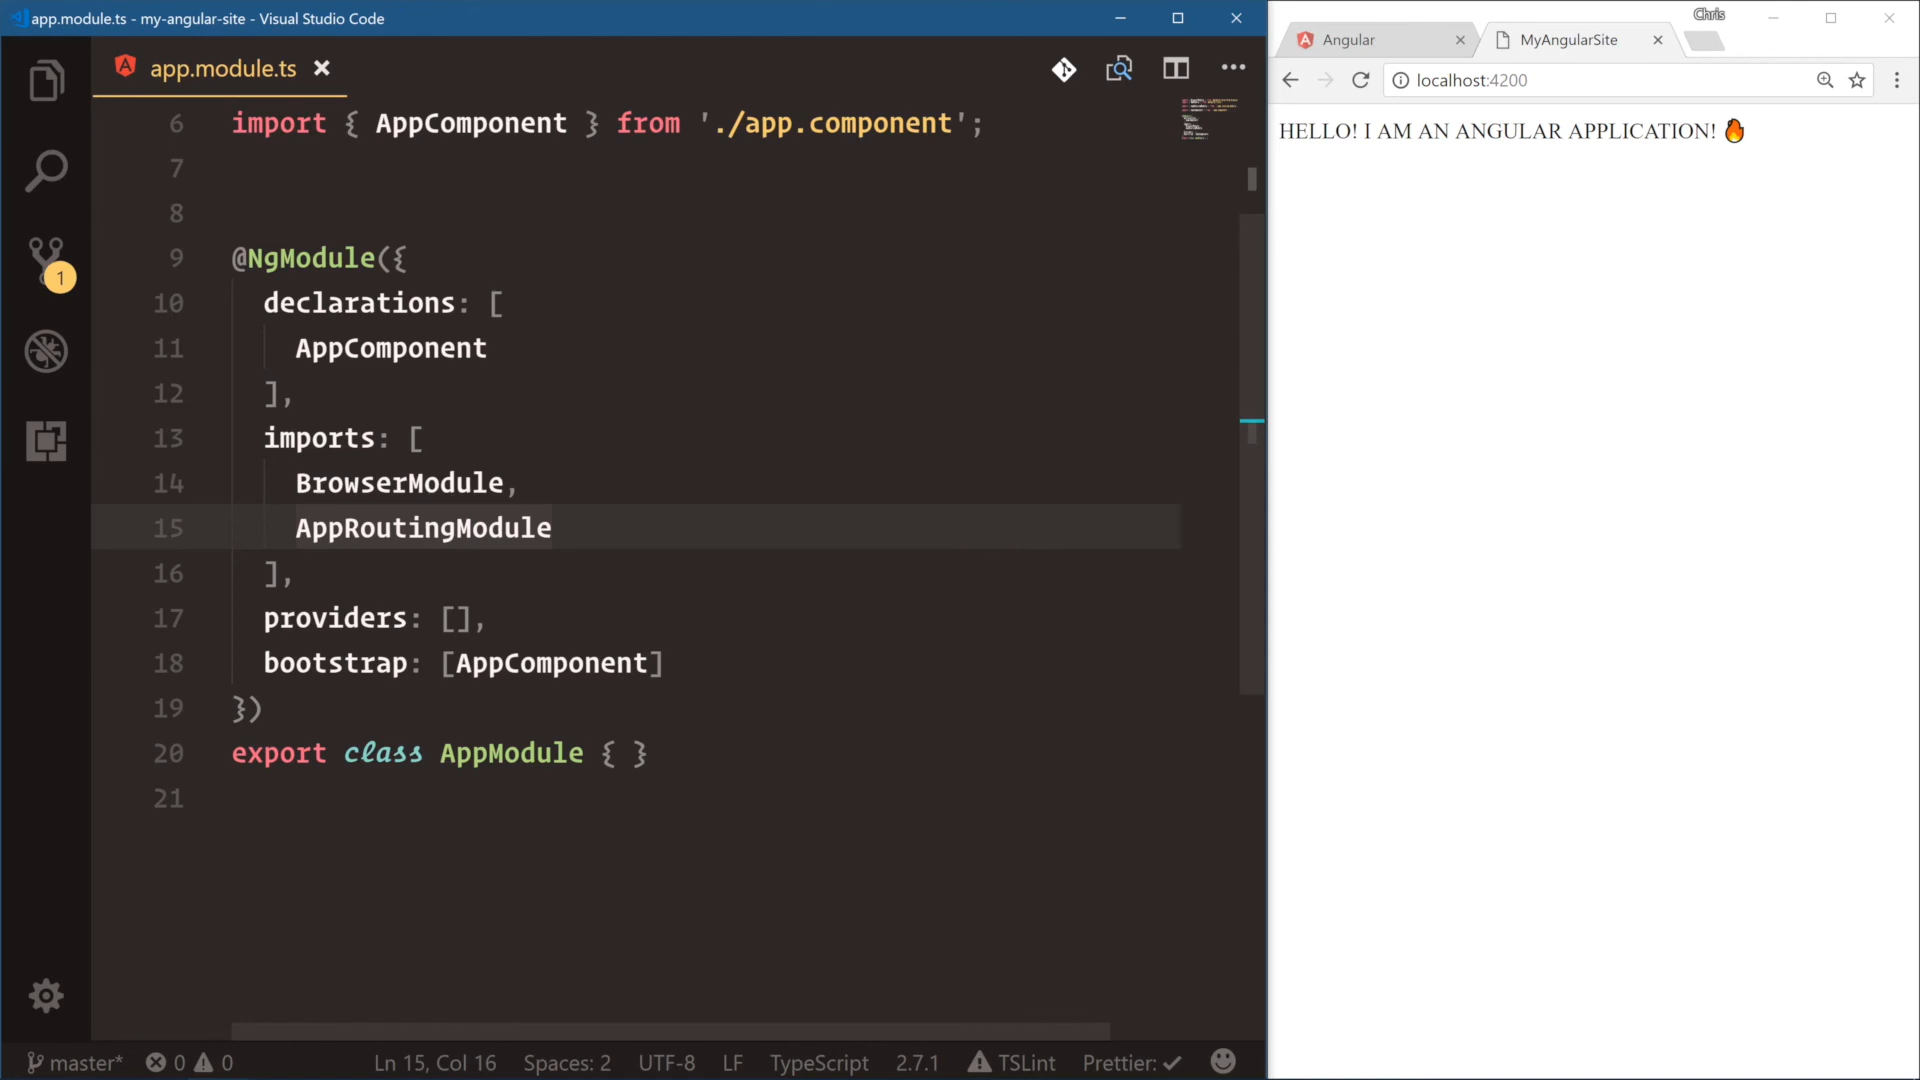 app.module.ts - my-angular-site - Visual Studio Code
app.module.ts
6 import { AppComponent } from './app.component';
7
8
9 @NgModule({
10 declarations: [
11 AppComponent
12 ],
13 imports: [
14 BrowserModule,
15 AppRoutingModule
16 ],
17 providers: [],
18 bootstrap: [AppComponent]
19 })
20 export class AppModule { }
21
1
master* 0 0 Ln 15, Col 16 Spaces: 2 UTF-8 LF TypeScript 2.7.1 TSLint Prettier: ✓
Chris
Angular MyAngularSite
localhost:4200
HELLO! I AM AN ANGULAR APPLICATION! 🔥